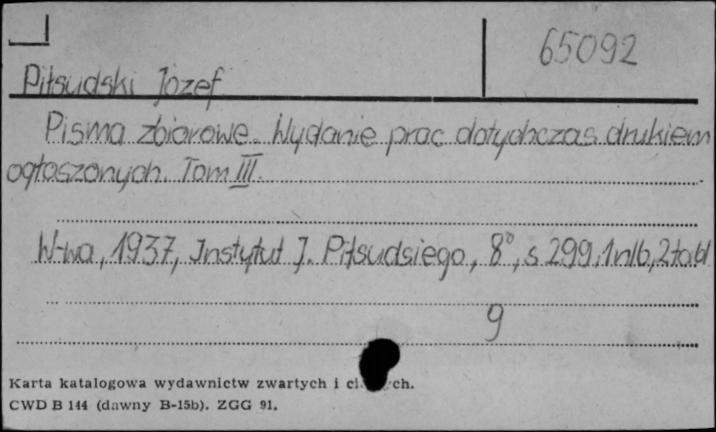 65092
Piłsudski Józef
Pisma zbiorowe. Wydanie prac dotychczas drukiem
ogłoszonych. Tom III.
W-wa, 1937, Instytut J. Piłsudsiego, 8°, s 299, 1 nlb, 2 tabl
9
Karta katalogowa wydawnictw zwartych i ch.
CWD B 144 (dawny B-15b). ZGG 91.